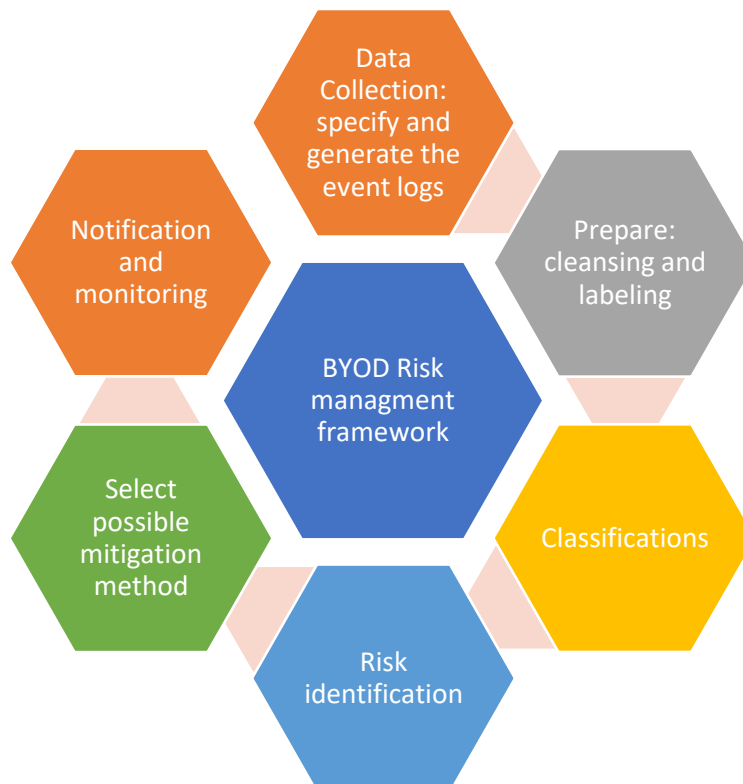 Data
Collection:
specify and
generate the
event logs
Prepare:
cleansing and
labeling
Classifications
Risk
identification
Select
possible
mitigation
method
Notification
and
monitoring
BYOD Risk
managment
framework